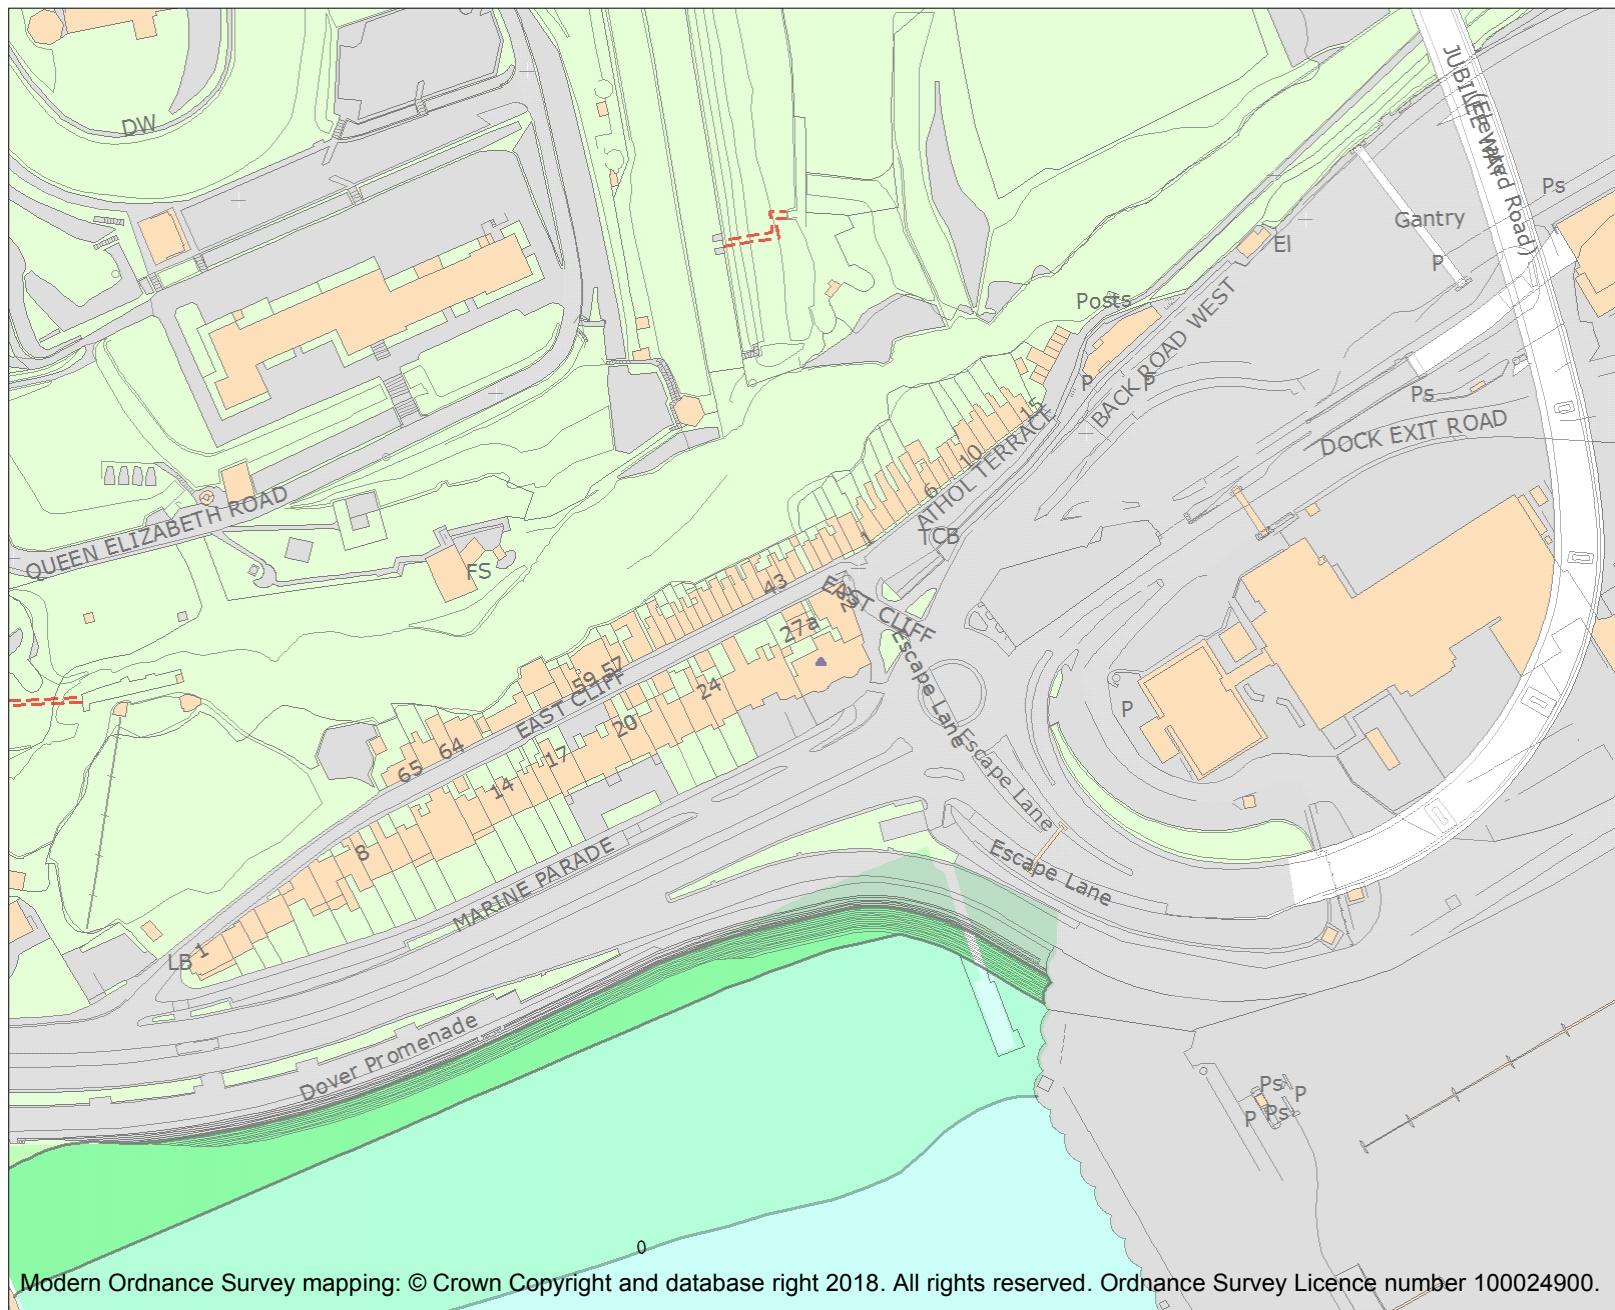 DW
JUBILEE WAY
(Elevated Road)
Ps
Gantry
P
EI
Posts
BACK ROAD WEST
P
P
Ps
DOCK EXIT ROAD
15
10
6
ATHOL TERRACE
TCB
1
QUEEN ELIZABETH ROAD
FS
43
EAST CLIFF
27a
Escape Lane
59
57
EAST CLIFF
24
20
P
64
65
17
14
Escape Lane
8
MARINE PARADE
Escape Lane
1
LB
Dover Promenade
Ps
P
P
Ps
0
Modern Ordnance Survey mapping: © Crown Copyright and database right 2018. All rights reserved. Ordnance Survey Licence number 100024900.